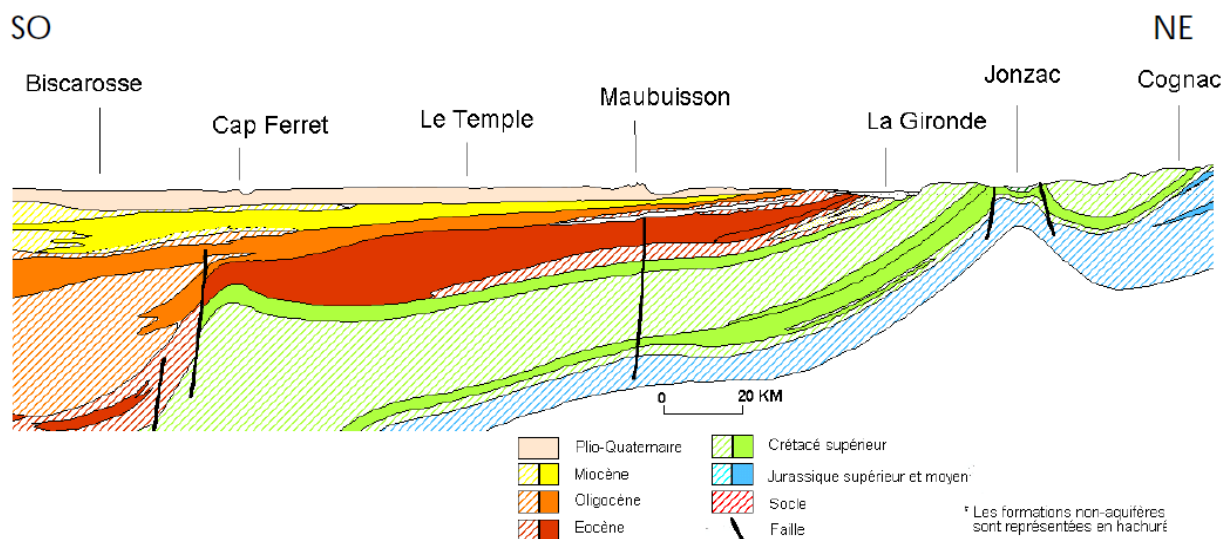 SO
NE
Biscarosse
Cap Ferret
Le Temple
Maubuisson
La Gironde
Jonzac
Cognac
0 20 KM
Plio-Quaternaire
Miocène
Oligocène
Eocène
Crétacé supérieur
Jurassique supérieur et moyen
Socle
Faille
* Les formations non-aquifères
sont représentées en hachuré